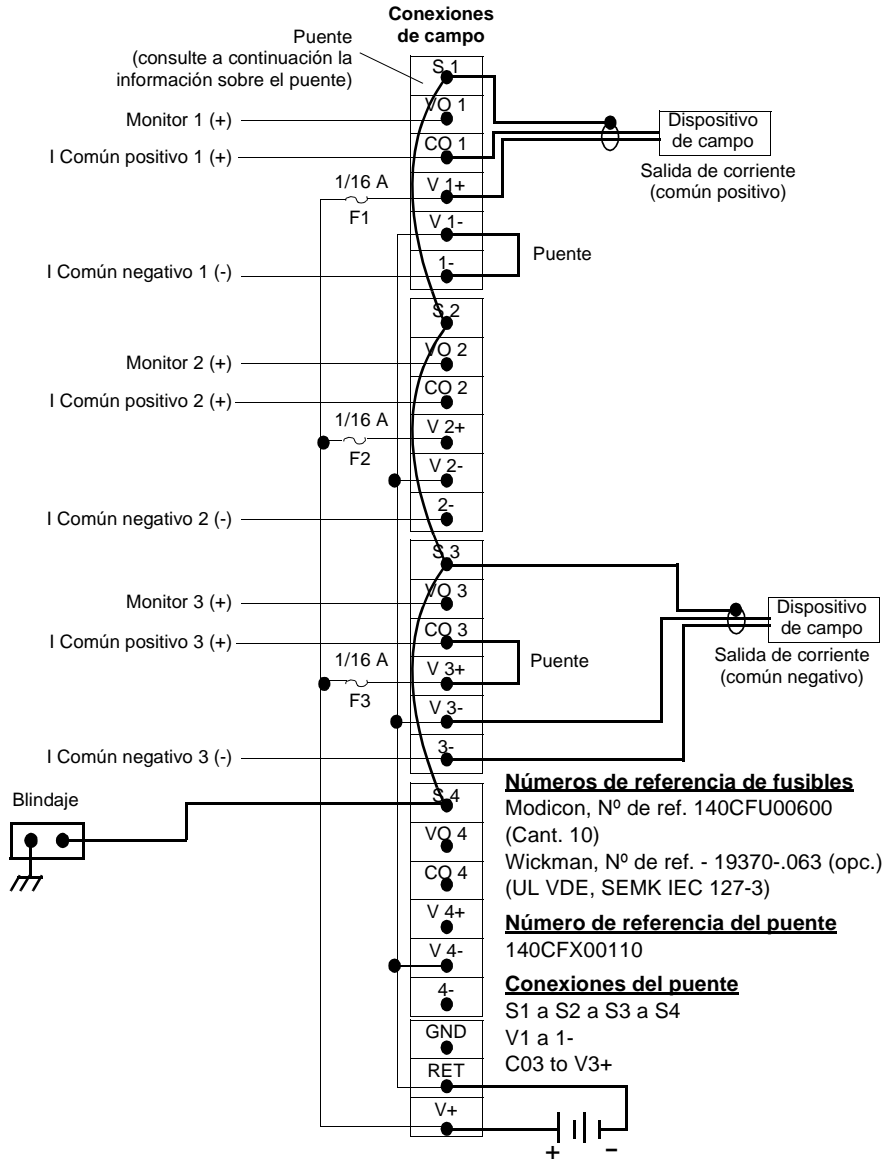 Conexiones
de campo
Puente
(consulte a continuación la
información sobre el puente)
S 1
VO 1
Monitor 1 (+)
Dispositivo
de campo
CO 1
I Común positivo 1 (+)
Salida de corriente
(común positivo)
1/16 A
V 1+
F1
V 1-
Puente
1-
I Común negativo 1 (-)
S 2
VO 2
Monitor 2 (+)
CO 2
I Común positivo 2 (+)
1/16 A
V 2+
F2
V 2-
2-
I Común negativo 2 (-)
S 3
VO 3
Monitor 3 (+)
Dispositivo
de campo
CO 3
I Común positivo 3 (+)
Salida de corriente
(común negativo)
1/16 A
V 3+
Puente
F3
V 3-
3-
I Común negativo 3 (-)
Blindaje
S 4
VO 4
CO 4
V 4+
V 4-
4-
GND
RET
V+
+ –
Números de referencia de fusibles
Modicon, Nº de ref. 140CFU00600
(Cant. 10)
Wickman, Nº de ref. - 19370-.063 (opc.)
(UL VDE, SEMK IEC 127-3)
Número de referencia del puente
140CFX00110
Conexiones del puente
S1 a S2 a S3 a S4
V1 a 1-
C03 to V3+